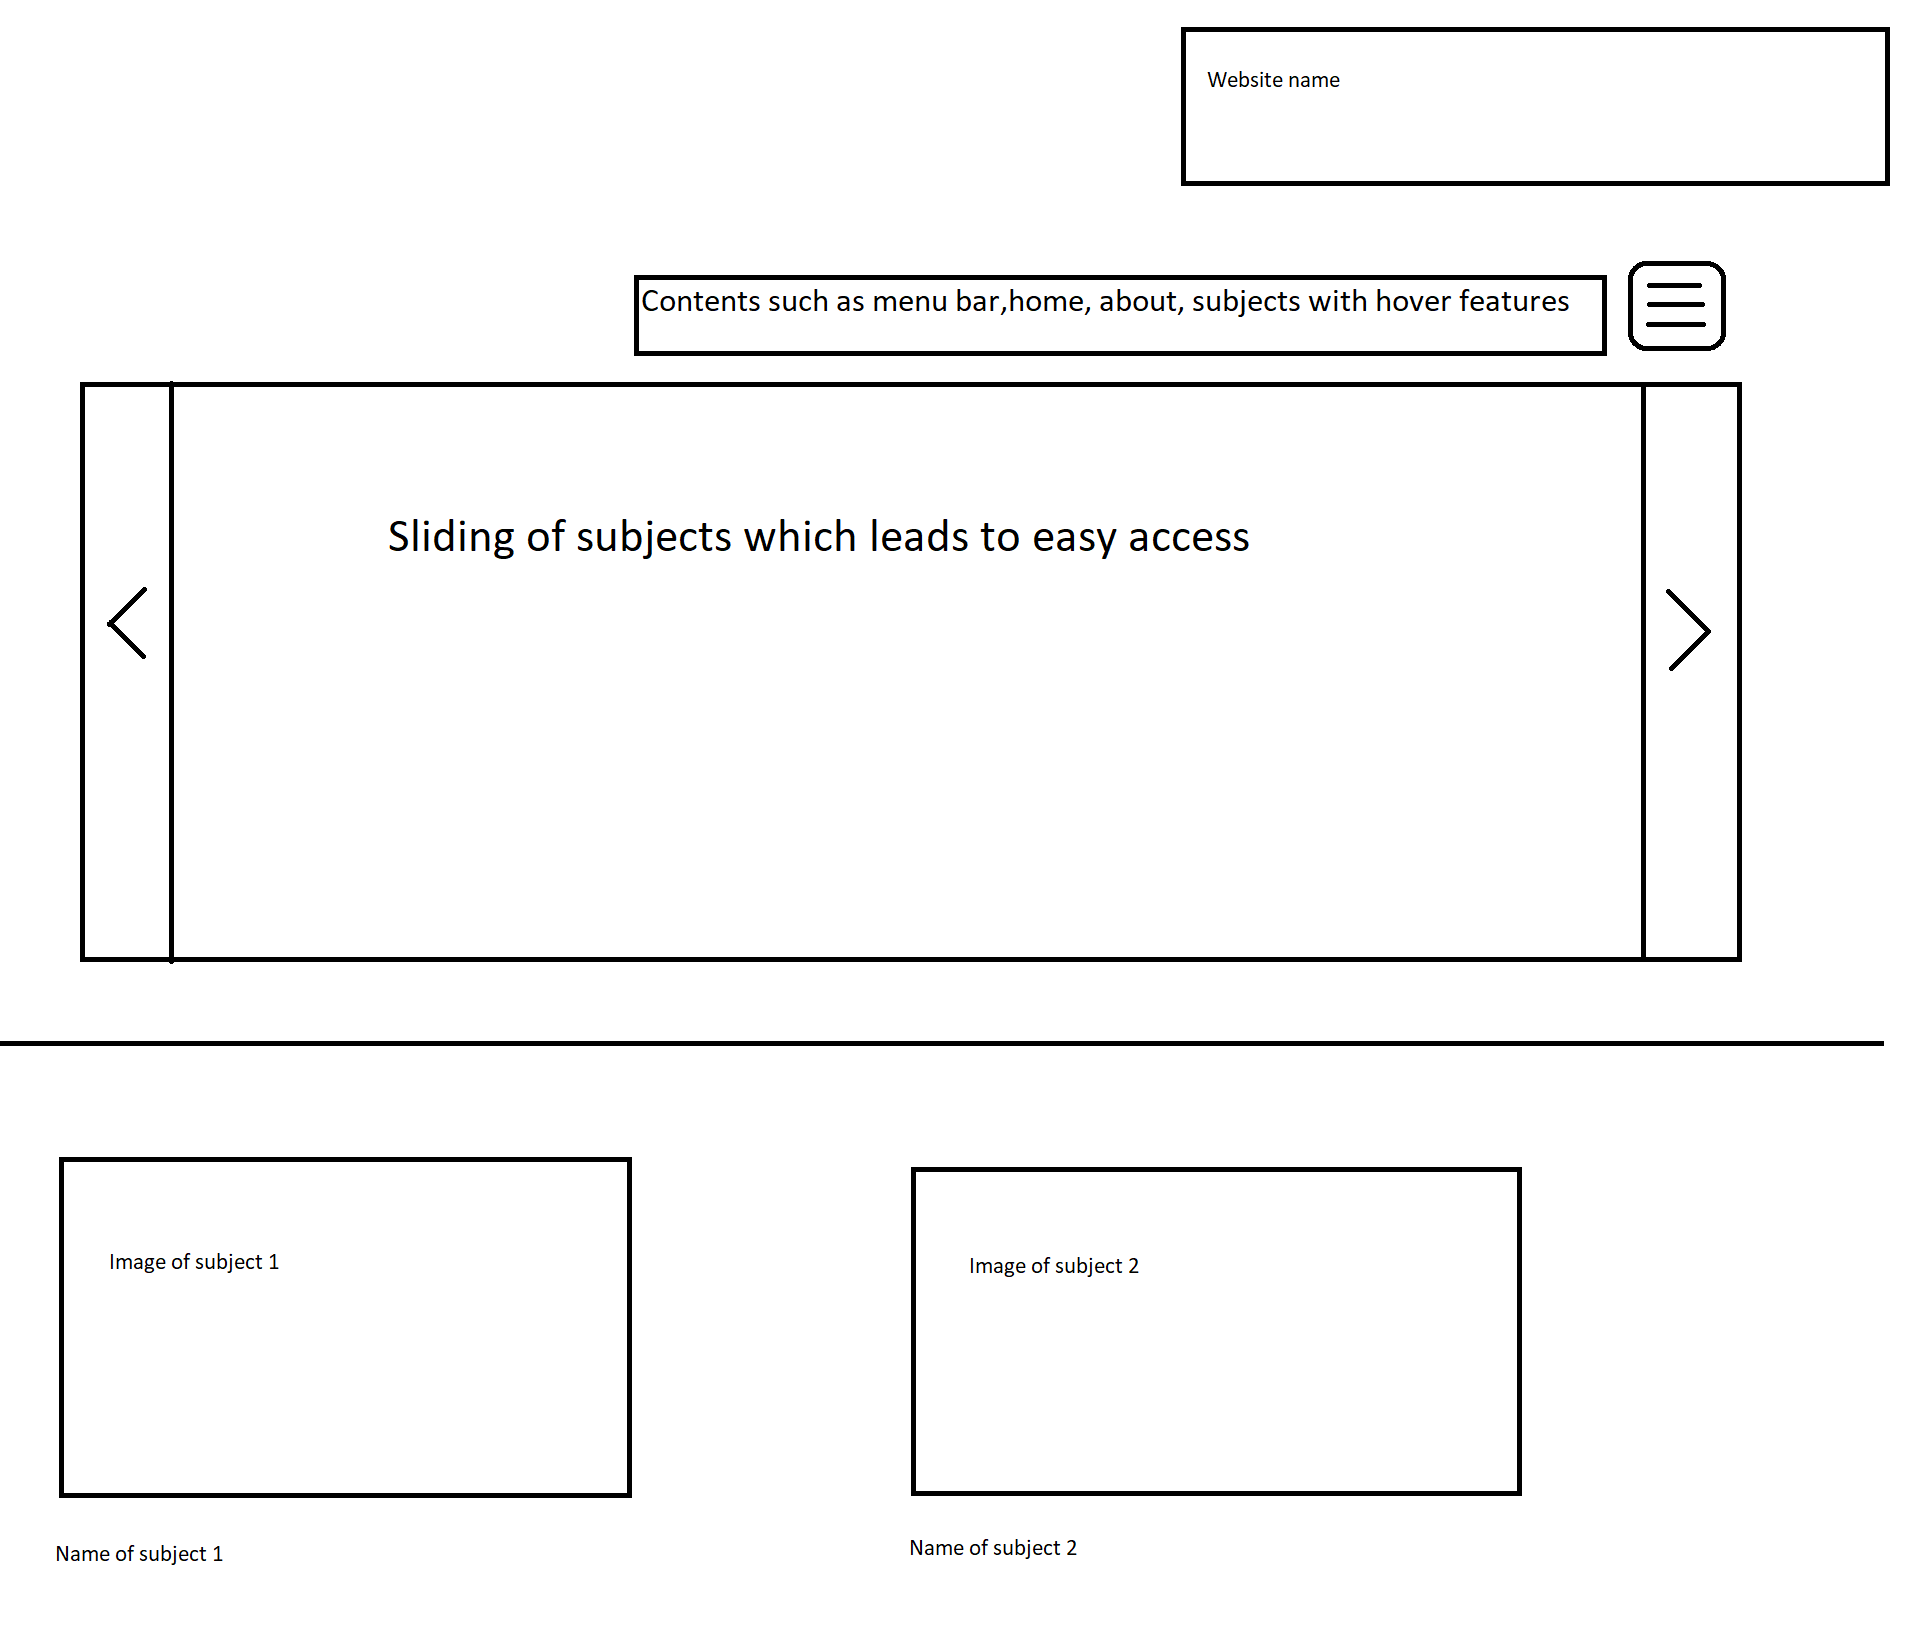 Website name
Contents such as menu bar,home, about, subjects with hover features
Sliding of subjects which leads to easy access
Image of subject 1
Image of subject 2
Name of subject 1
Name of subject 2